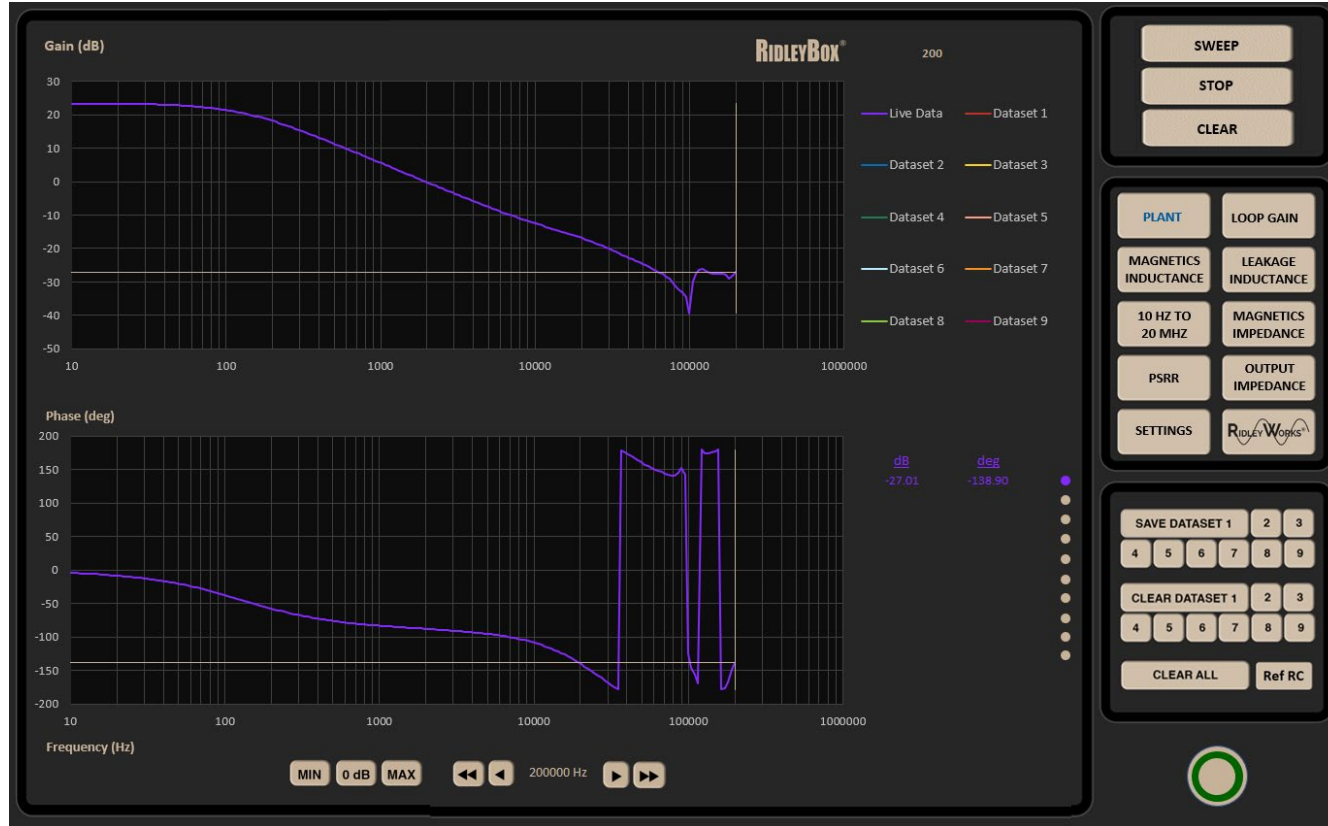 Gain (dB)
RIDLEYBOX®
200
30
20
10
0
-10
-20
-30
-40
-50
10
100
1000
10000
100000
1000000
Live Data
Dataset 1
Dataset 2
Dataset 3
Dataset 4
Dataset 5
Dataset 6
Dataset 7
Dataset 8
Dataset 9
Phase (deg)
200
150
100
50
0
-50
-100
-150
-200
10
100
1000
10000
100000
1000000
dB
deg
-27.01
-138.90
Frequency (Hz)
MIN
0 dB
MAX
200000 Hz
SWEEP
STOP
CLEAR
PLANT
LOOP GAIN
MAGNETICS
INDUCTANCE
LEAKAGE
INDUCTANCE
10 HZ TO
20 MHZ
MAGNETICS
IMPEDANCE
PSRR
OUTPUT
IMPEDANCE
SETTINGS
RIDLEYWORKS®
SAVE DATASET 1
2
3
4
5
6
7
8
9
CLEAR DATASET 1
2
3
4
5
6
7
8
9
CLEAR ALL
Ref RC